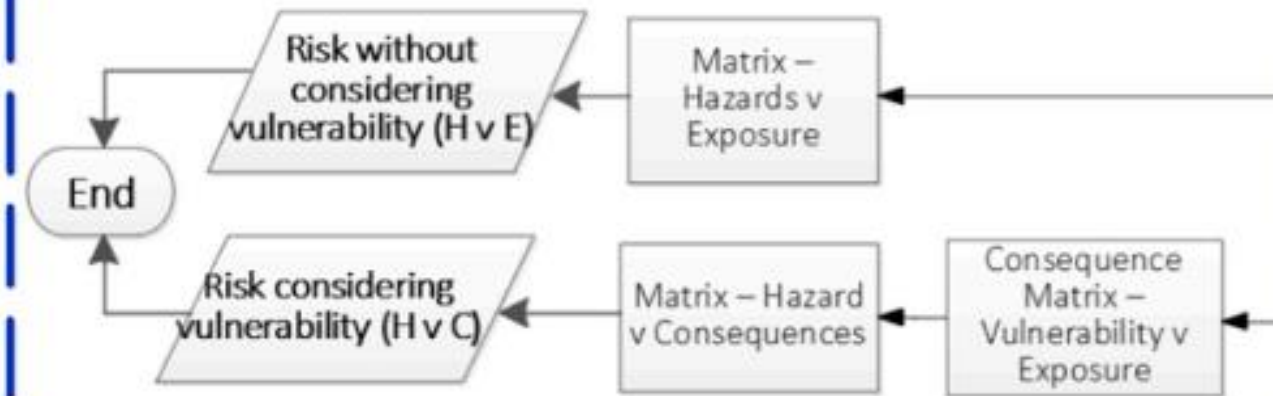 Risk without
considering
vulnerability (H v E)
Matrix –
Hazards v
Exposure
End
Risk considering
vulnerability (H v C)
Matrix – Hazard
v Consequences
Consequence
Matrix –
Vulnerability v
Exposure